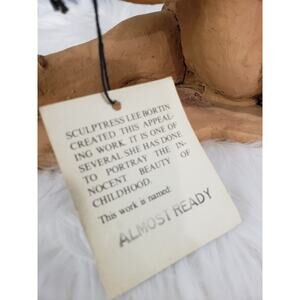 SCULPTRESS LEE BORTIN
CREATED THIS APPEAL-
ING WORK. IT IS ONE OF
SEVERAL SHE HAS DONE
TO PORTRAY THE IN-
NOCENT BEAUTY OF
CHILDHOOD.
This work is named:
ALMOST READY